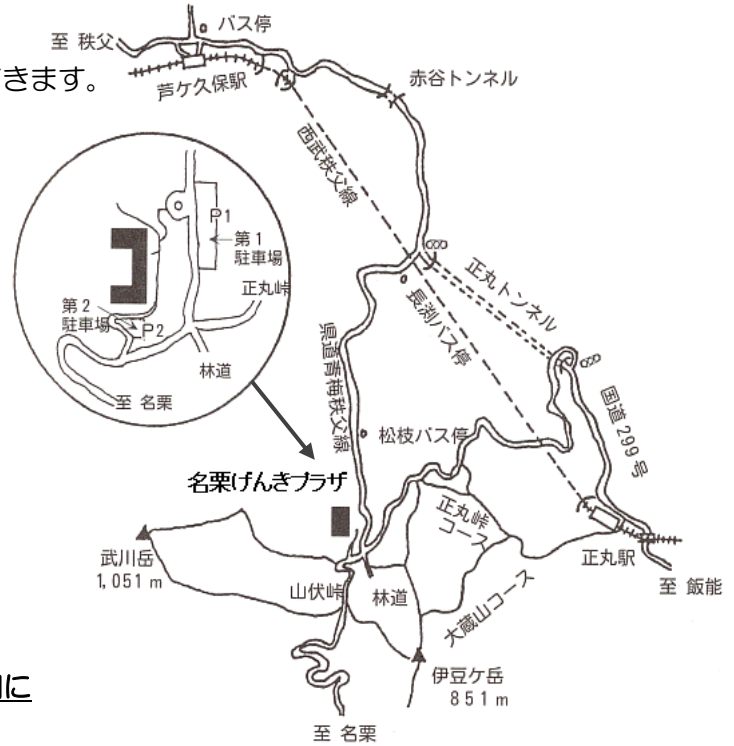 バス停
至 秩父
芦ケ久保駅
できます。
赤谷トンネル
西武秩父線
P1
第1
駐車場
正丸峠
第2
駐車場
P2
林道
至 名栗
正丸トンネル
長渕バス停
県道青梅秩父線
国道299号
松枝バス停
名栗げんきプラザ
正丸峠
コース
武川岳
1,051m
山伏峠
林道
大蔵山コース
正丸駅
至 飯能
伊豆ケ岳
851m
に
至 名栗